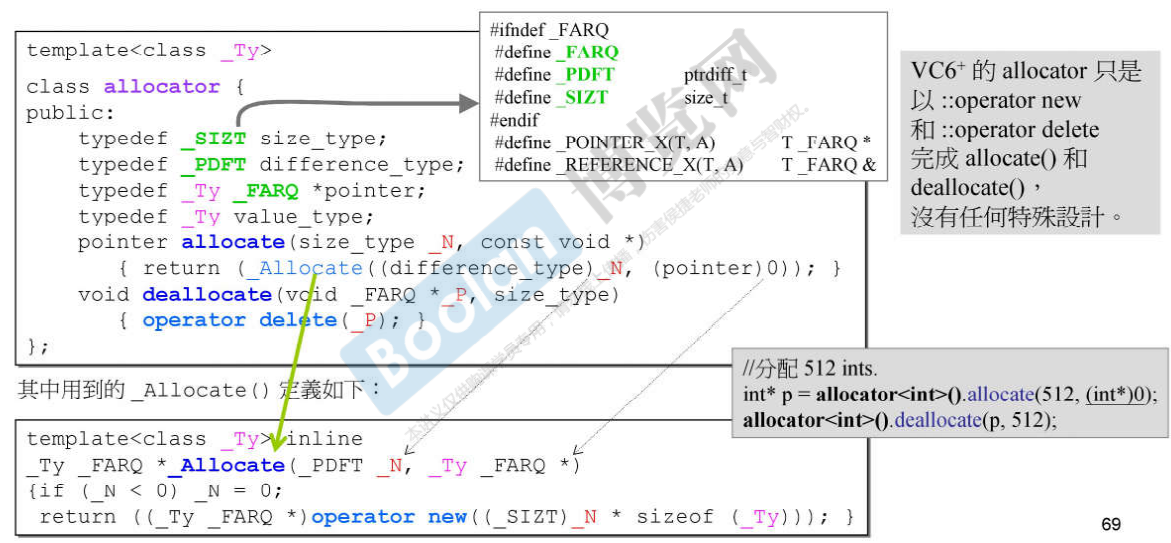 template<class _Ty>
class allocator {
public:
typedef _SIZT size_type;
typedef _PDFT difference_type;
typedef _Ty _FARQ *pointer;
typedef _Ty value_type;
pointer allocate(size_type _N, const void *)
{ return (_Allocate((difference_type)_N, (pointer)0)); }
void deallocate(void _FARQ *_P, size_type)
{ operator delete(_P); }
};
#ifndef _FARQ
#define _FARQ
#define _PDFT ptrdiff_t
#define _SIZT size_t
#endif
#define _POINTER_X(T, A) T _FARQ *
#define _REFERENCE_X(T, A) T _FARQ &
VC6+ 的 allocator 只是
以 ::operator new
和 ::operator delete
完成 allocate() 和
deallocate()，
沒有任何特殊設計。
其中用到的 _Allocate() 定義如下：
//分配 512 ints.
int* p = allocator<int>().allocate(512, (int*)0);
allocator<int>().deallocate(p, 512);
template<class _Ty> inline
_Ty _FARQ *_Allocate(_PDFT _N, _Ty _FARQ *)
{if (_N < 0) _N = 0;
return ((_Ty _FARQ *)operator new((_SIZT)_N * sizeof (_Ty))); }
Boolan
博览网
69